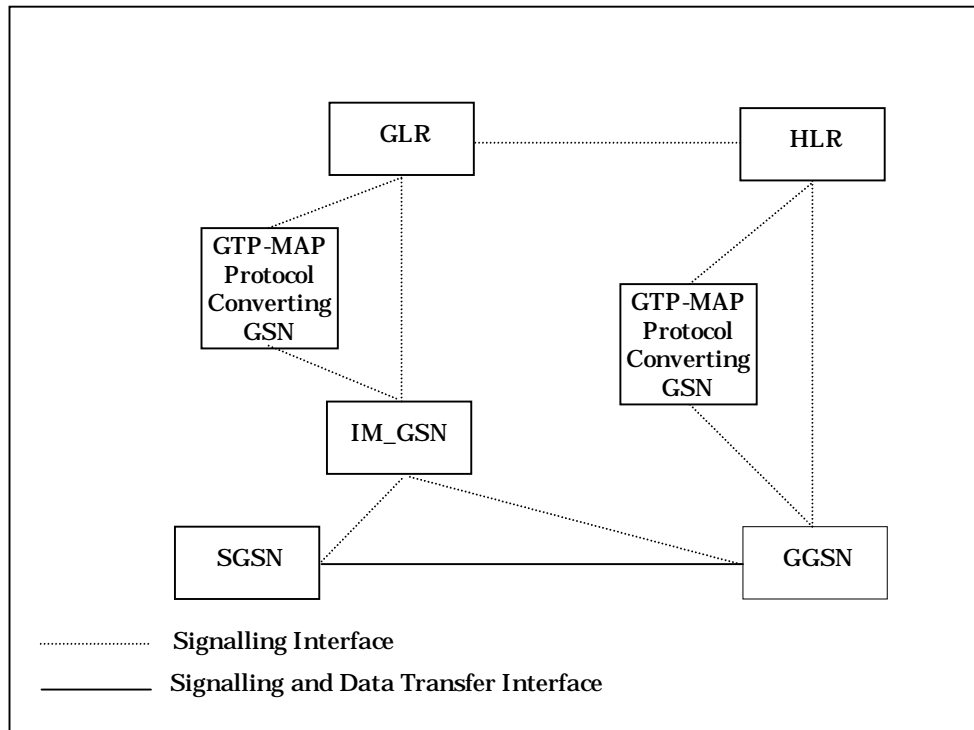 GLR
HLR
GTP-MAP
Protocol
Converting
GSN
GTP-MAP
Protocol
Converting
GSN
IM_GSN
SGSN
GGSN
Signalling Interface
Signalling and Data Transfer Interface